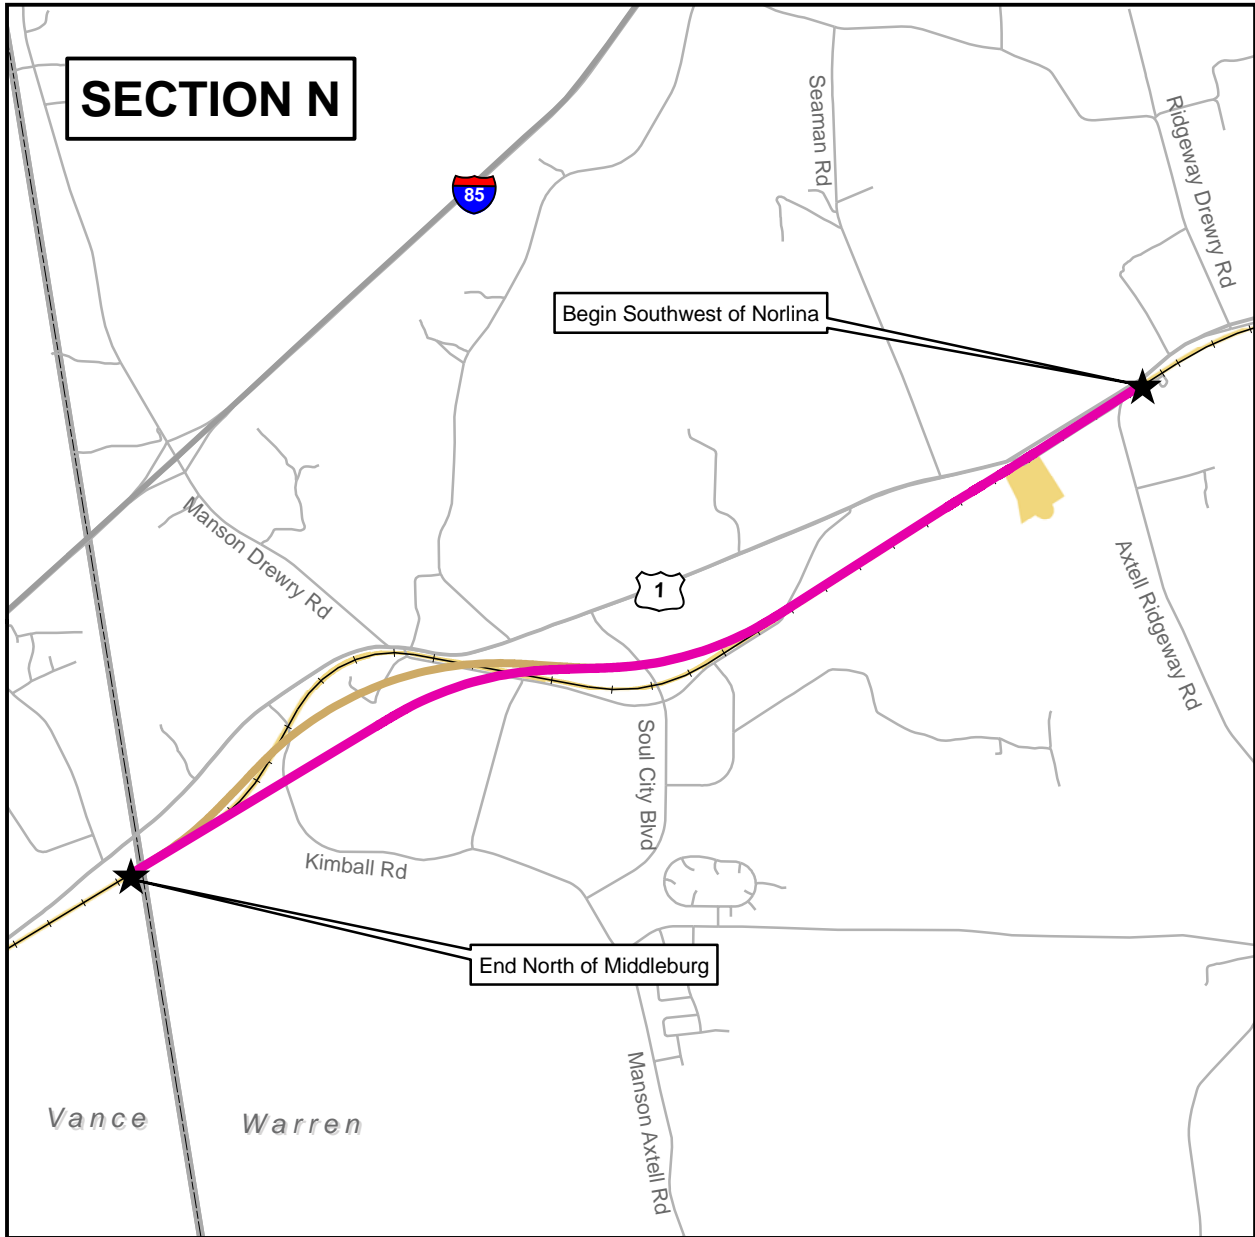 SECTION N
85
Seaman Rd
Ridgeway Drewry Rd
Begin Southwest of Norlina
Manson Drewry Rd
1
Axtell Ridgeway Rd
Soul City Blvd
Kimball Rd
End North of Middleburg
Manson Axtell Rd
Vance
Warren